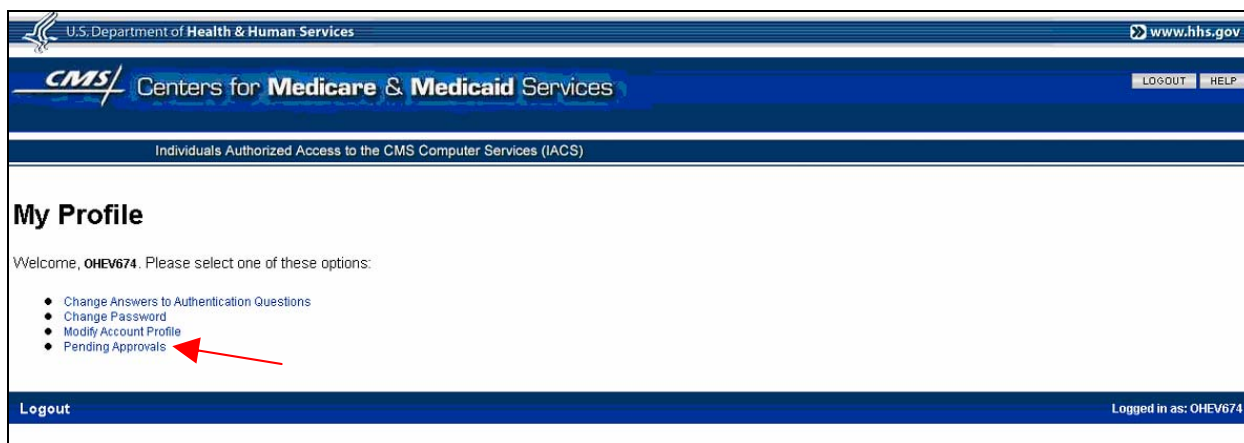 U.S. Department of Health & Human Services
www.hhs.gov
CMS/ Centers for Medicare & Medicaid Services
LOGOUT HELP
Individuals Authorized Access to the CMS Computer Services (IACS)
My Profile
Welcome, OHEV674. Please select one of these options:
Change Answers to Authentication Questions
Change Password
Modify Account Profile
Pending Approvals
Logout
Logged in as: OHEV674